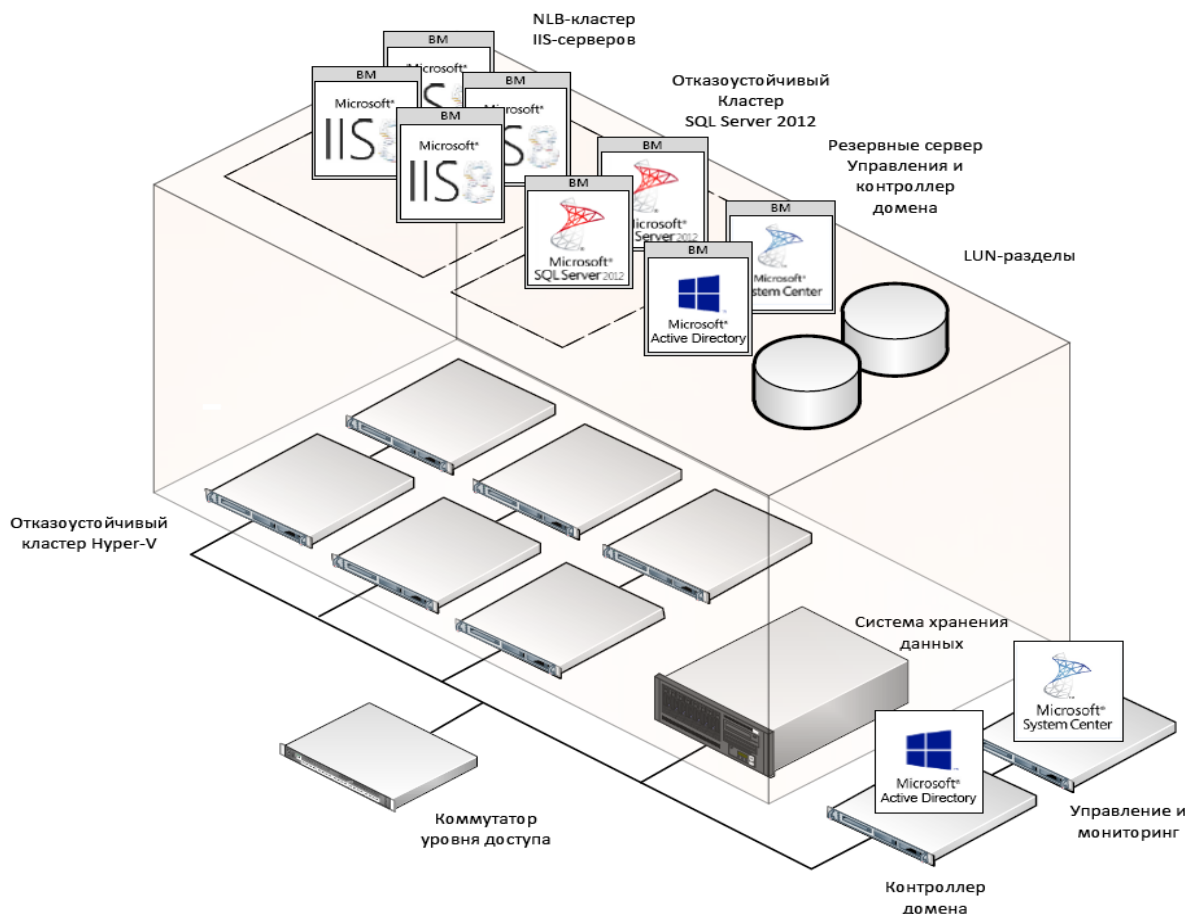 NLB-кластер
IIS-серверов
ВМ
Microsoft®
ВМ
Microsoft®
IIS8
ВМ
Microsoft®
IIS8
ВМ
Microsoft®
IIS8
Отказоустойчивый
Кластер
SQL Server 2012
ВМ
Microsoft®
Server 2012
ВМ
Microsoft®
SQL Server 2012
Резервные сервер
Управления и
контроллер
домена
ВМ
Microsoft®
System Center
ВМ
Microsoft®
Active Directory
LUN-разделы
Отказоустойчивый
кластер Hyper-V
Система хранения
данных
Microsoft®
System Center
Microsoft®
Active Directory
Управление и
мониторинг
Коммутатор
уровня доступа
Контроллер
домена